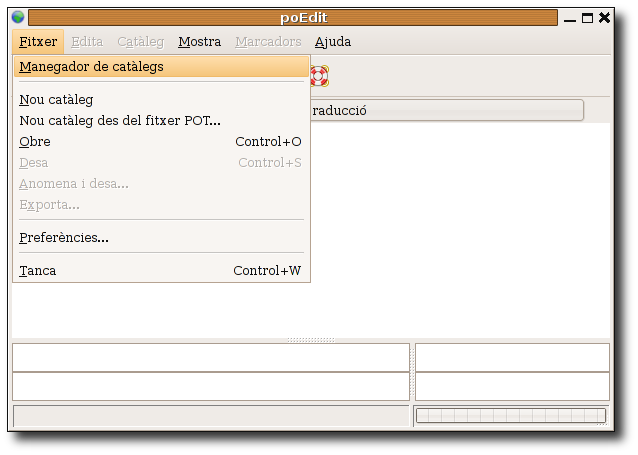 poEdit
Fitxer Edita Catàleg Mostra Marcadors Ajuda
Manegador de catàlegs
Nou catàleg
raducció
Nou catàleg des del fitxer POT...
Obre Control+O
Desa Control+S
Anomena i desa...
Exporta...
Preferències...
Tanca Control+W